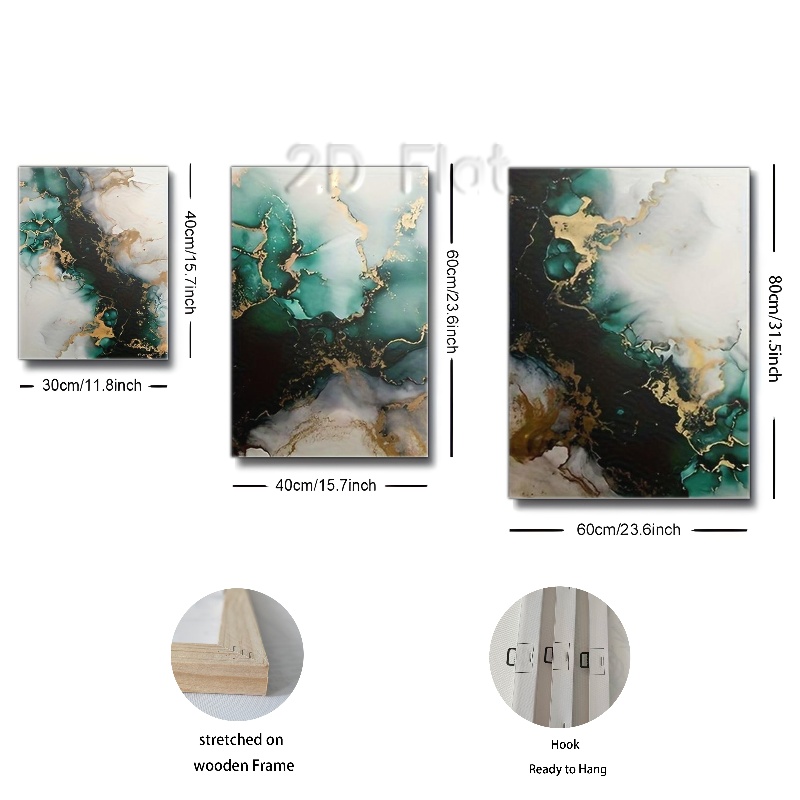 2D Flat
40cm/15.7inch
30cm/11.8inch
60cm/23.6inch
40cm/15.7inch
80cm/31.5inch
60cm/23.6inch
stretched on
wooden Frame
Hook
Ready to Hang